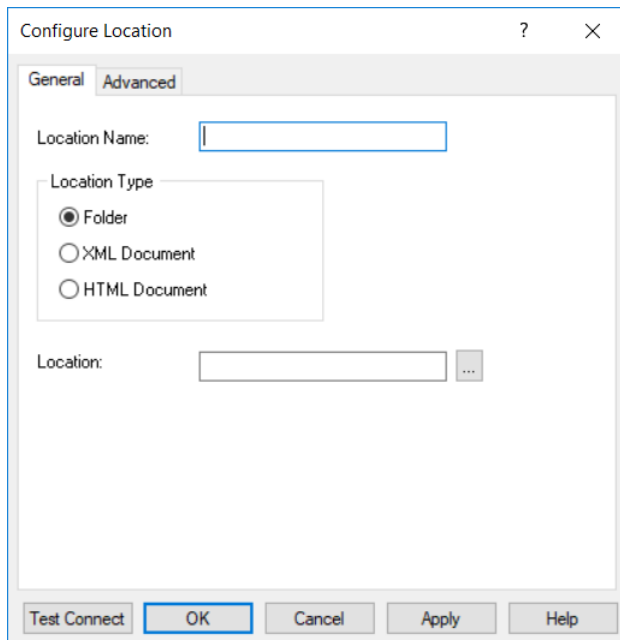 Configure Location ?
General Advanced
Location Name:
Location Type
Folder
XML Document
HTML Document
Location: ...
Test Connect OK Cancel Apply Help